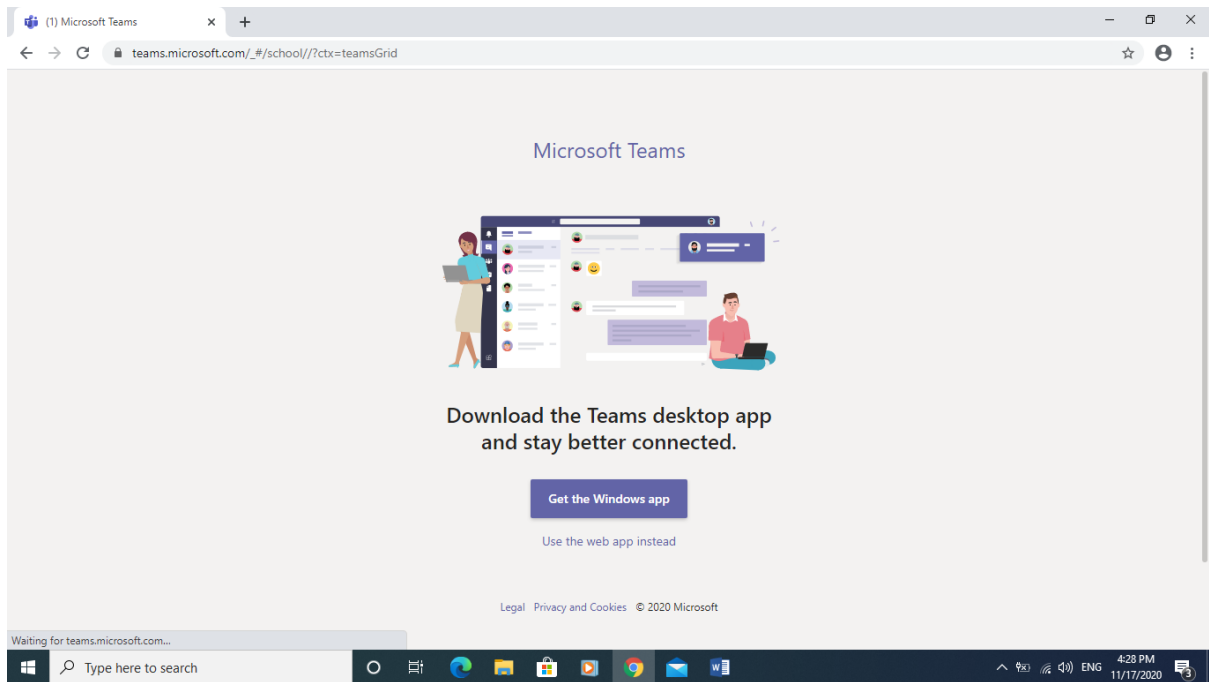 (1) Microsoft Teams
teams.microsoft.com/_#/school//?ctx=teamsGrid
Microsoft Teams
Download the Teams desktop app
and stay better connected.
Get the Windows app
Use the web app instead
Legal Privacy and Cookies © 2020 Microsoft
Waiting for teams.microsoft.com...
Type here to search
ENG
4:28 PM
11/17/2020
3